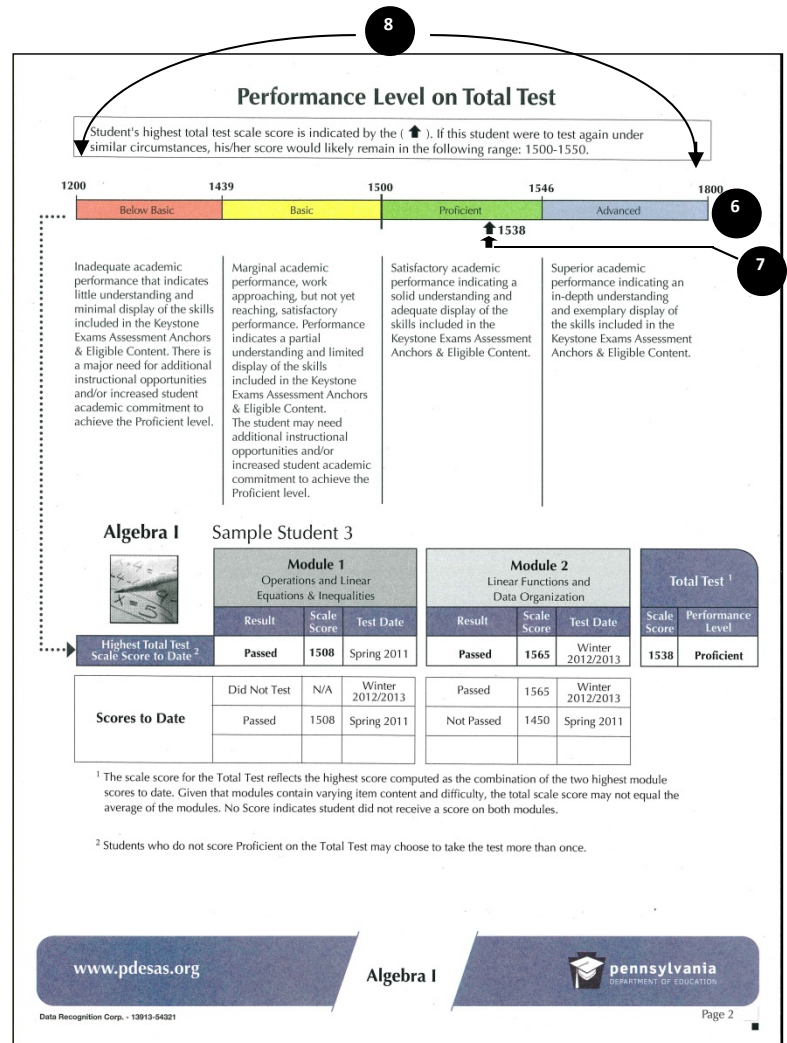 8
Performance Level on Total Test
Student's highest total test scale score is indicated by the ( ⬆ ). If this student were to test again under
similar circumstances, his/her score would likely remain in the following range: 1500-1550.
1200 1439 1500 1546 1800
Below Basic Basic Proficient Advanced
6
1538
7
Inadequate academic
performance that indicates
little understanding and
minimal display of the skills
included in the Keystone
Exams Assessment Anchors
& Eligible Content. There is
a major need for additional
instructional opportunities
and/or increased student
academic commitment to
achieve the Proficient level.
Marginal academic
performance, work
approaching, but not yet
reaching, satisfactory
performance. Performance
indicates a partial
understanding and limited
display of the skills
included in the Keystone
Exams Assessment Anchors
& Eligible Content.
The student may need
additional instructional
opportunities and/or
increased student academic
commitment to achieve the
Proficient level.
Satisfactory academic
performance indicating a
solid understanding and
adequate display of the
skills included in the
Keystone Exams Assessment
Anchors & Eligible Content.
Superior academic
performance indicating an
in-depth understanding
and exemplary display of
the skills included in the
Keystone Exams Assessment
Anchors & Eligible Content.
Algebra I Sample Student 3
x = 5
Module 1
Operations and Linear
Equations & Inequalities
Module 2
Linear Functions and
Data Organization
Total Test 1
Result Scale Score Test Date Result Scale Score Test Date Scale Score Performance Level
Highest Total Test
Scale Score to Date 2
Passed 1508 Spring 2011 Passed 1565 Winter 2012/2013 1538 Proficient
Scores to Date
Did Not Test N/A Winter 2012/2013 Passed 1565 Winter 2012/2013
Passed 1508 Spring 2011 Not Passed 1450 Spring 2011
1 The scale score for the Total Test reflects the highest score computed as the combination of the two highest module
scores to date. Given that modules contain varying item content and difficulty, the total scale score may not equal the
average of the modules. No Score indicates student did not receive a score on both modules.
2 Students who do not score Proficient on the Total Test may choose to take the test more than once.
www.pdesas.org
Algebra I
pennsylvania
DEPARTMENT OF EDUCATION
Data Recognition Corp. - 13913-54321
Page 2